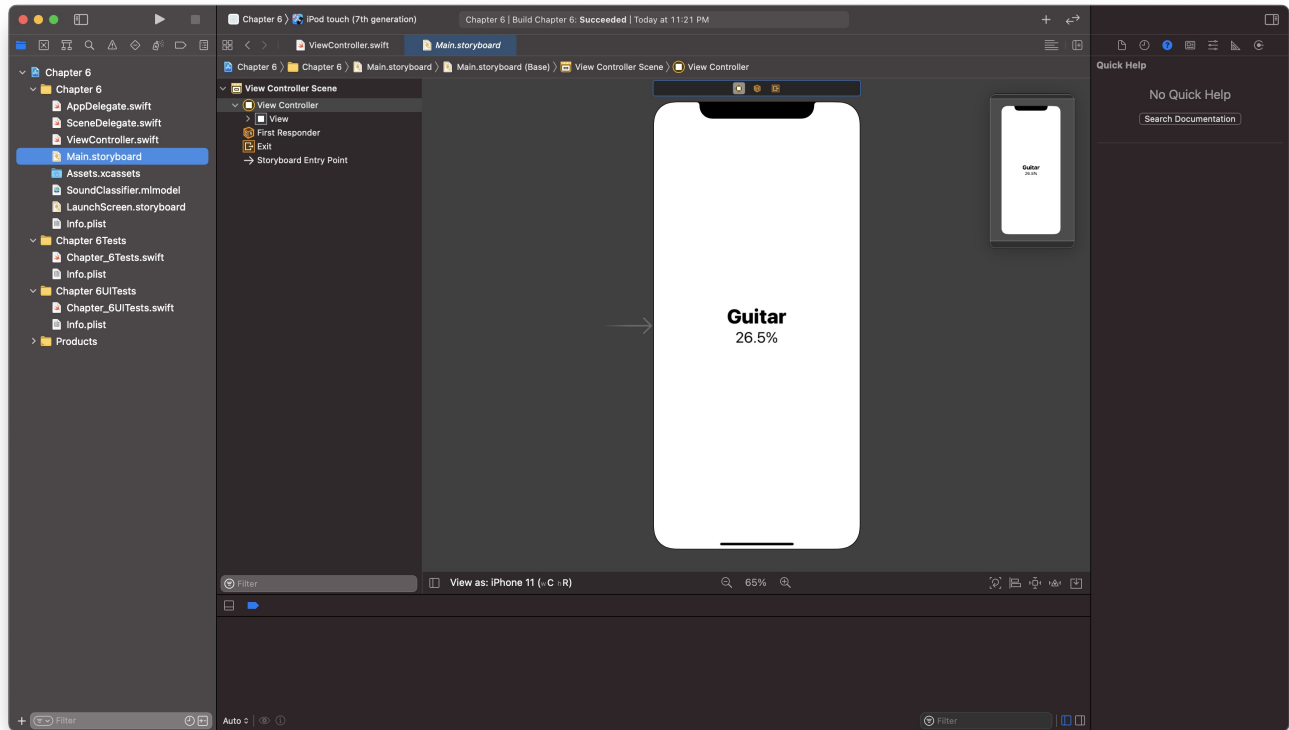 Chapter 6 〉 iPod touch (7th generation)
Chapter 6 | Build Chapter 6: Succeeded | Today at 11:21 PM
ViewController.swift
Main.storyboard
Chapter 6 〉 Chapter 6 〉 Main.storyboard 〉 Main.storyboard (Base) 〉 View Controller Scene 〉 View Controller
Chapter 6
Chapter 6
AppDelegate.swift
SceneDelegate.swift
ViewController.swift
Main.storyboard
Assets.xcassets
SoundClassifier.mlmodel
LaunchScreen.storyboard
Info.plist
Chapter 6Tests
Chapter_6Tests.swift
Info.plist
Chapter 6UITests
Chapter_6UITests.swift
Info.plist
Products
Filter
View Controller Scene
View Controller
View
First Responder
Exit
Storyboard Entry Point
Filter
Guitar
26.5%
Guitar
26.5%
View as: iPhone 11 (wC hR)
65%
Auto
Filter
Quick Help
No Quick Help
Search Documentation